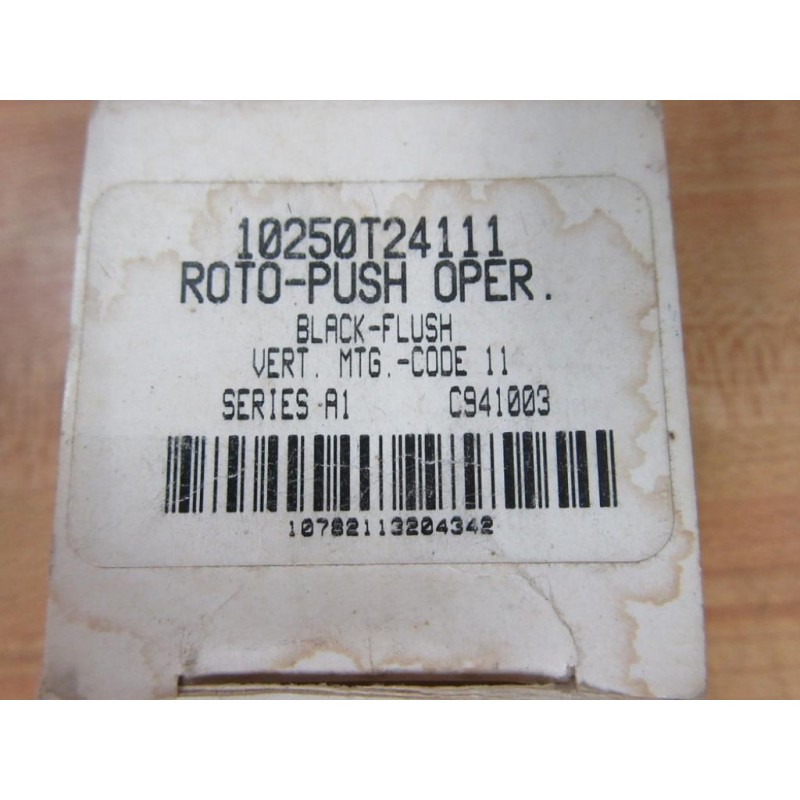 10250T24111
ROTO-PUSH OPER.
BLACK-FLUSH
VERT. MTG.-CODE 11
SERIES A1 C941003
10782113204342